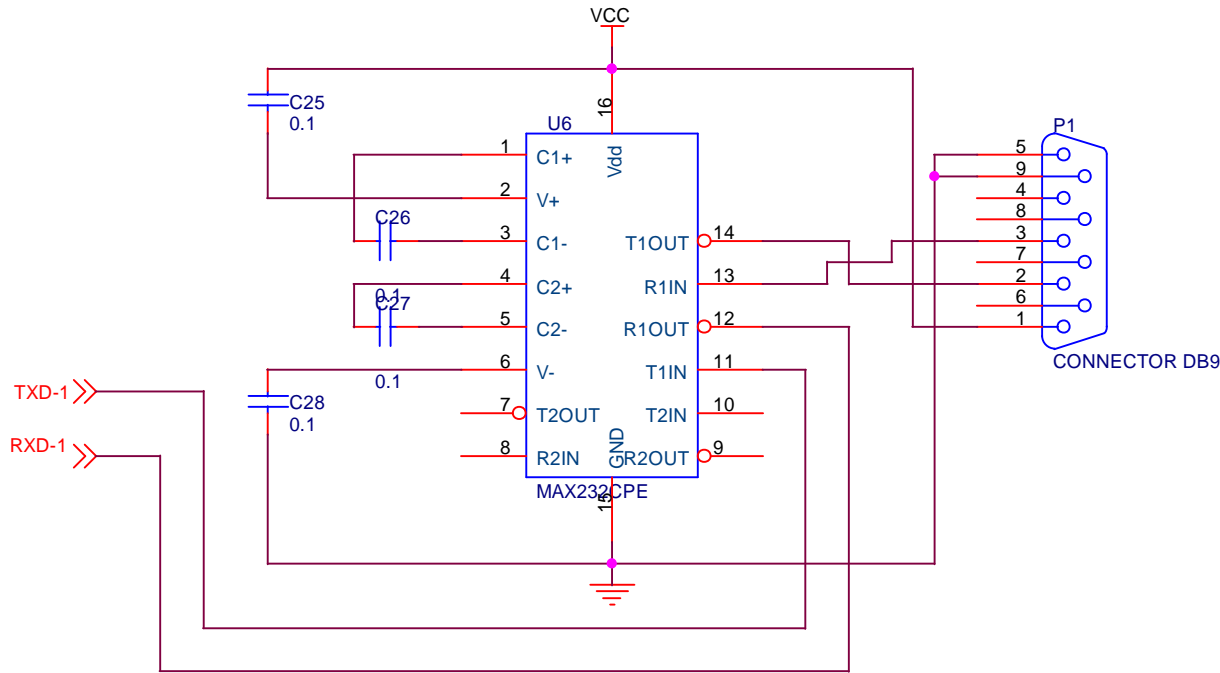 VCC
C25
0.1
16
U6
P1
1
C1+
Vdd
5
9
2
V+
4
C26
8
3
C1-
T1OUT
14
3
7
4
C2+
R1IN
13
2
0.1
C27
6
5
C2-
R1OUT
12
1
6
V-
T1IN
11
CONNECTOR DB9
0.1
TXD-1
C28
0.1
7
T2OUT
T2IN
10
RXD-1
8
R2IN
GND
R2OUT
9
MAX232CPE
15